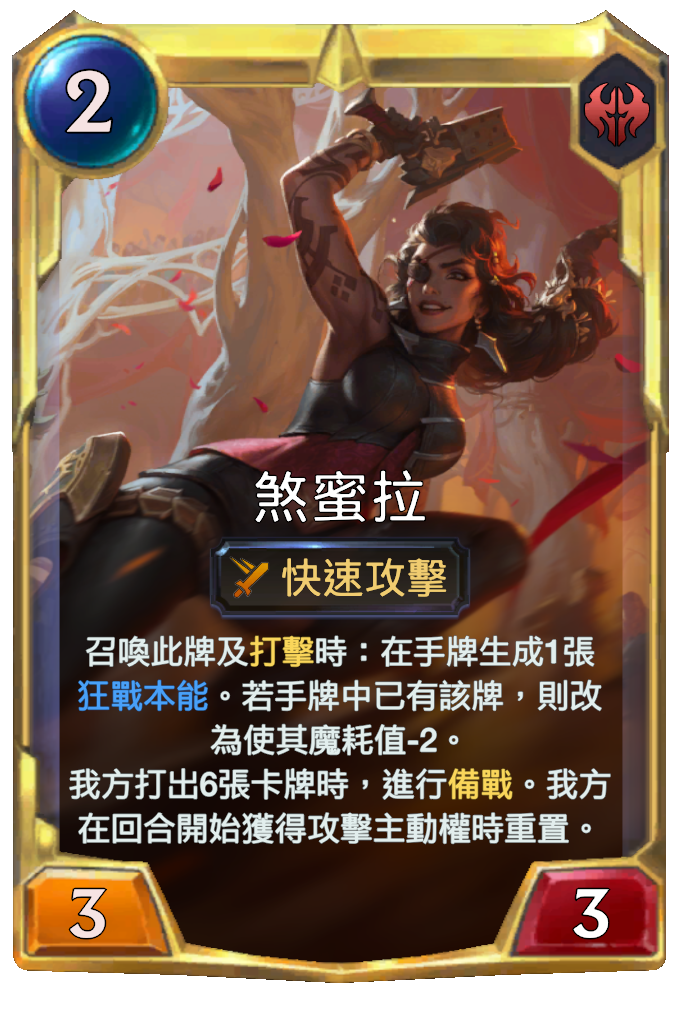 2
煞蜜拉
快速攻擊
召喚此牌及打擊時：在手牌生成1張
狂戰本能。若手牌中已有該牌，則改
為使其魔耗值-2。
我方打出6張卡牌時，進行備戰。我方
在回合開始獲得攻擊主動權時重置。
3
3